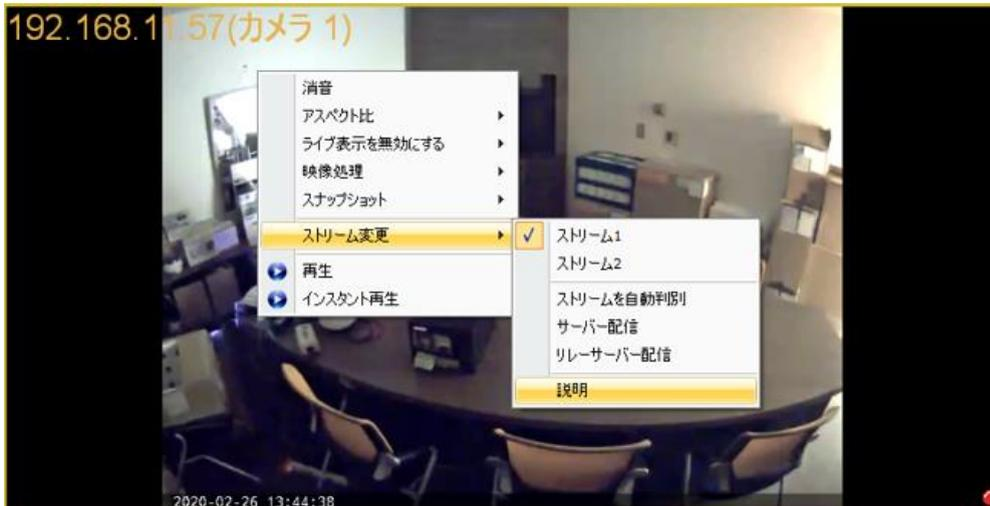 192.168.11.57(カメラ 1)
消音
アスペクト比
ライブ表示を無効にする
映像処理
スナップショット
ストリーム変更
再生
インスタント再生
ストリーム1
ストリーム2
ストリームを自動判別
サーバー配信
リレーサーバー配信
説明
2020-02-26 13:44:38